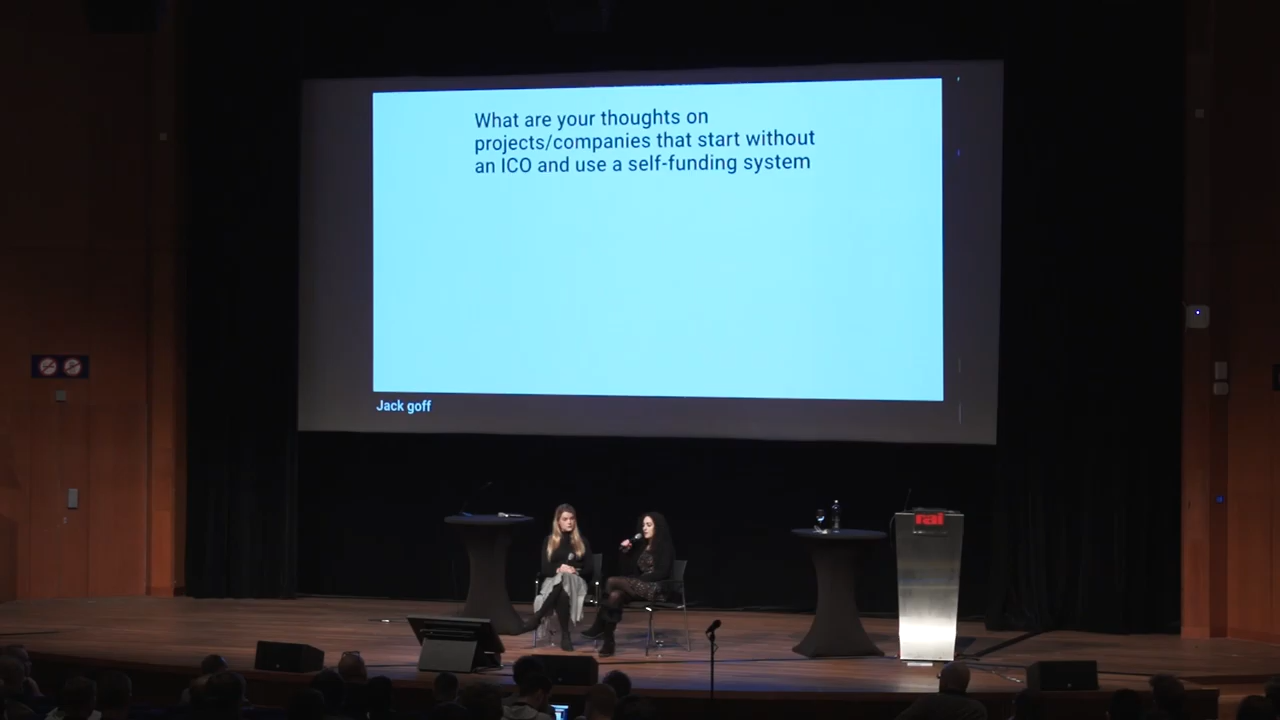 What are your thoughts on
projects/companies that start without
an ICO and use a self-funding system
Jack goff
rai